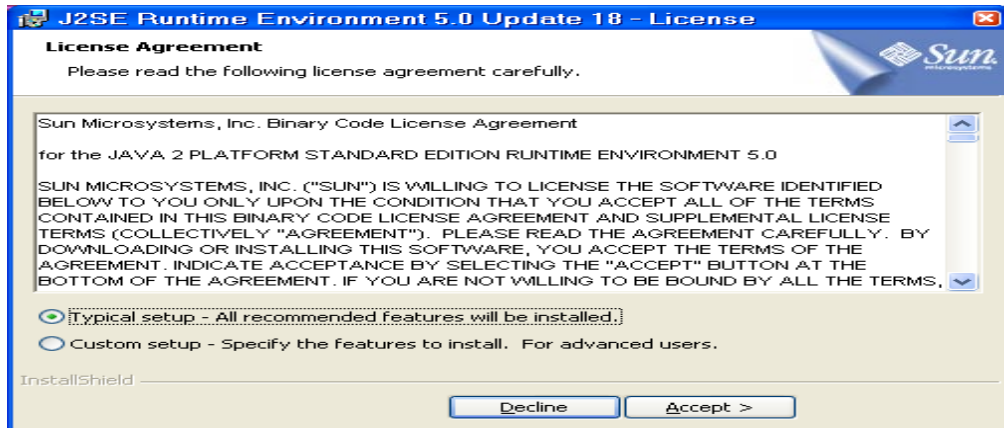 J2SE Runtime Environment 5.0 Update 18 - License
License Agreement
Please read the following license agreement carefully.
Sun
microsystems
Sun Microsystems, Inc. Binary Code License Agreement
for the JAVA 2 PLATFORM STANDARD EDITION RUNTIME ENVIRONMENT 5.0
SUN MICROSYSTEMS, INC. ("SUN") IS WILLING TO LICENSE THE SOFTWARE IDENTIFIED
BELOW TO YOU ONLY UPON THE CONDITION THAT YOU ACCEPT ALL OF THE TERMS
CONTAINED IN THIS BINARY CODE LICENSE AGREEMENT AND SUPPLEMENTAL LICENSE
TERMS (COLLECTIVELY "AGREEMENT"). PLEASE READ THE AGREEMENT CAREFULLY. BY
DOWNLOADING OR INSTALLING THIS SOFTWARE, YOU ACCEPT THE TERMS OF THE
AGREEMENT. INDICATE ACCEPTANCE BY SELECTING THE "ACCEPT" BUTTON AT THE
BOTTOM OF THE AGREEMENT. IF YOU ARE NOT WILLING TO BE BOUND BY ALL THE TERMS,
Typical setup - All recommended features will be installed.
Custom setup - Specify the features to install. For advanced users.
InstallShield
Decline
Accept >